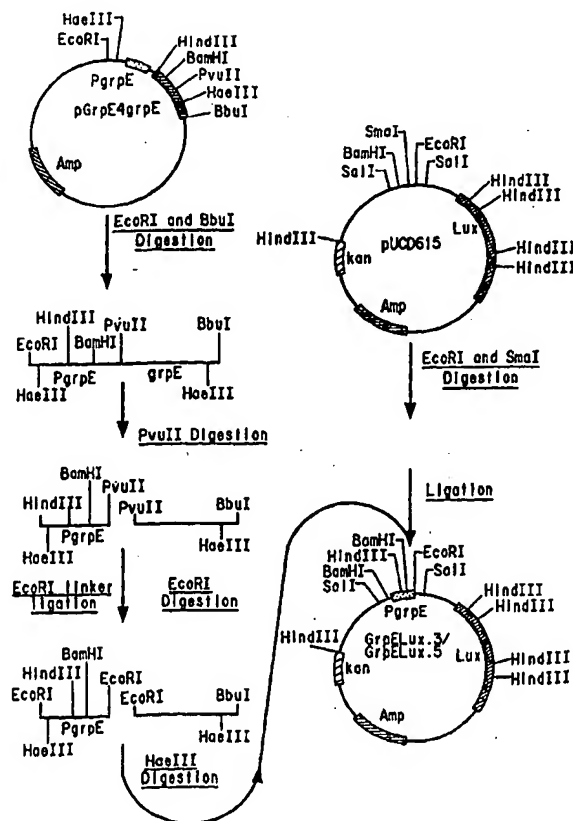 HaeIII
EcoRI
HindIII
BamHI
PvuII
HaeIII
BbuI
PgrpE
pGrpE4grpE
Amp
EcoRI and BbuI
Digestion
SmaI
BamHI
SalI
EcoRI
SalI
HindIII
HindIII
Lux
HindIII
HindIII
HindIII
kan
pUCD615
Amp
EcoRI
HindIII
BamHI
PvuII
BbuI
HaeIII
PgrpE
grpE
HaeIII
EcoRI and SmaI
Digestion
PvuII Digestion
HindIII
BamHI
PvuII
PvuII
BbuI
HaeIII
PgrpE
HaeIII
Ligation
EcoRI linker
ligation
EcoRI
Digestion
BamHI
HindIII
BamHI
SalI
EcoRI
SalI
PgrpE
HindIII
HindIII
HindIII
kan
GrpELux.3/
GrpELux.5
Lux
HindIII
HindIII
Amp
EcoRI
HindIII
BamHI
EcoRI
EcoRI
BbuI
HaeIII
PgrpE
HaeIII
HaeIII
Digestion